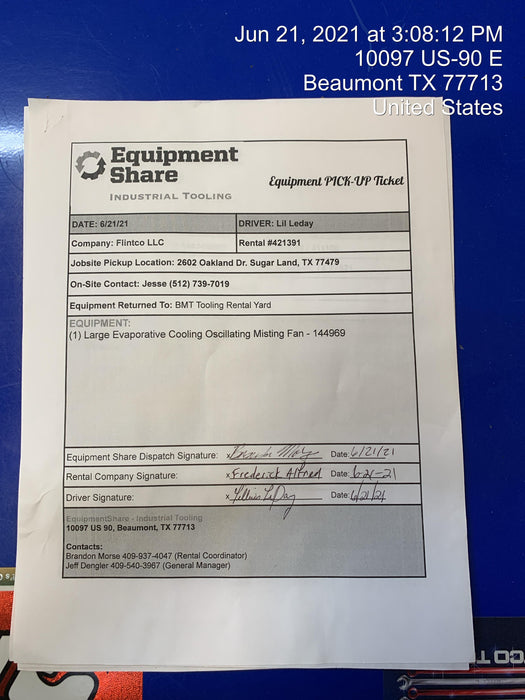 Jun 21, 2021 at 3:08:12 PM
10097 US-90 E
Beaumont TX 77713
United States
Equipment
Share
INDUSTRIAL TOOLING
Equipment PICK-UP Ticket
DATE: 6/21/21 DRIVER: Lil Leday
Company: Flintco LLC Rental #421391
Jobsite Pickup Location: 2602 Oakland Dr. Sugar Land, TX 77479
On-Site Contact: Jesse (512) 739-7019
Equipment Returned To: BMT Tooling Rental Yard
EQUIPMENT:
(1) Large Evaporative Cooling Oscillating Misting Fan - 144969
Equipment Share Dispatch Signature: x Date: 6/21/21
Rental Company Signature: x Frederick Alfred Date: 6-21-21
Driver Signature: x Date: 6/21/21
EquipmentShare - Industrial Tooling
10097 US 90, Beaumont, TX 77713
Contacts:
Brandon Morse 409-937-4047 (Rental Coordinator)
Jeff Dengler 409-540-3967 (General Manager)